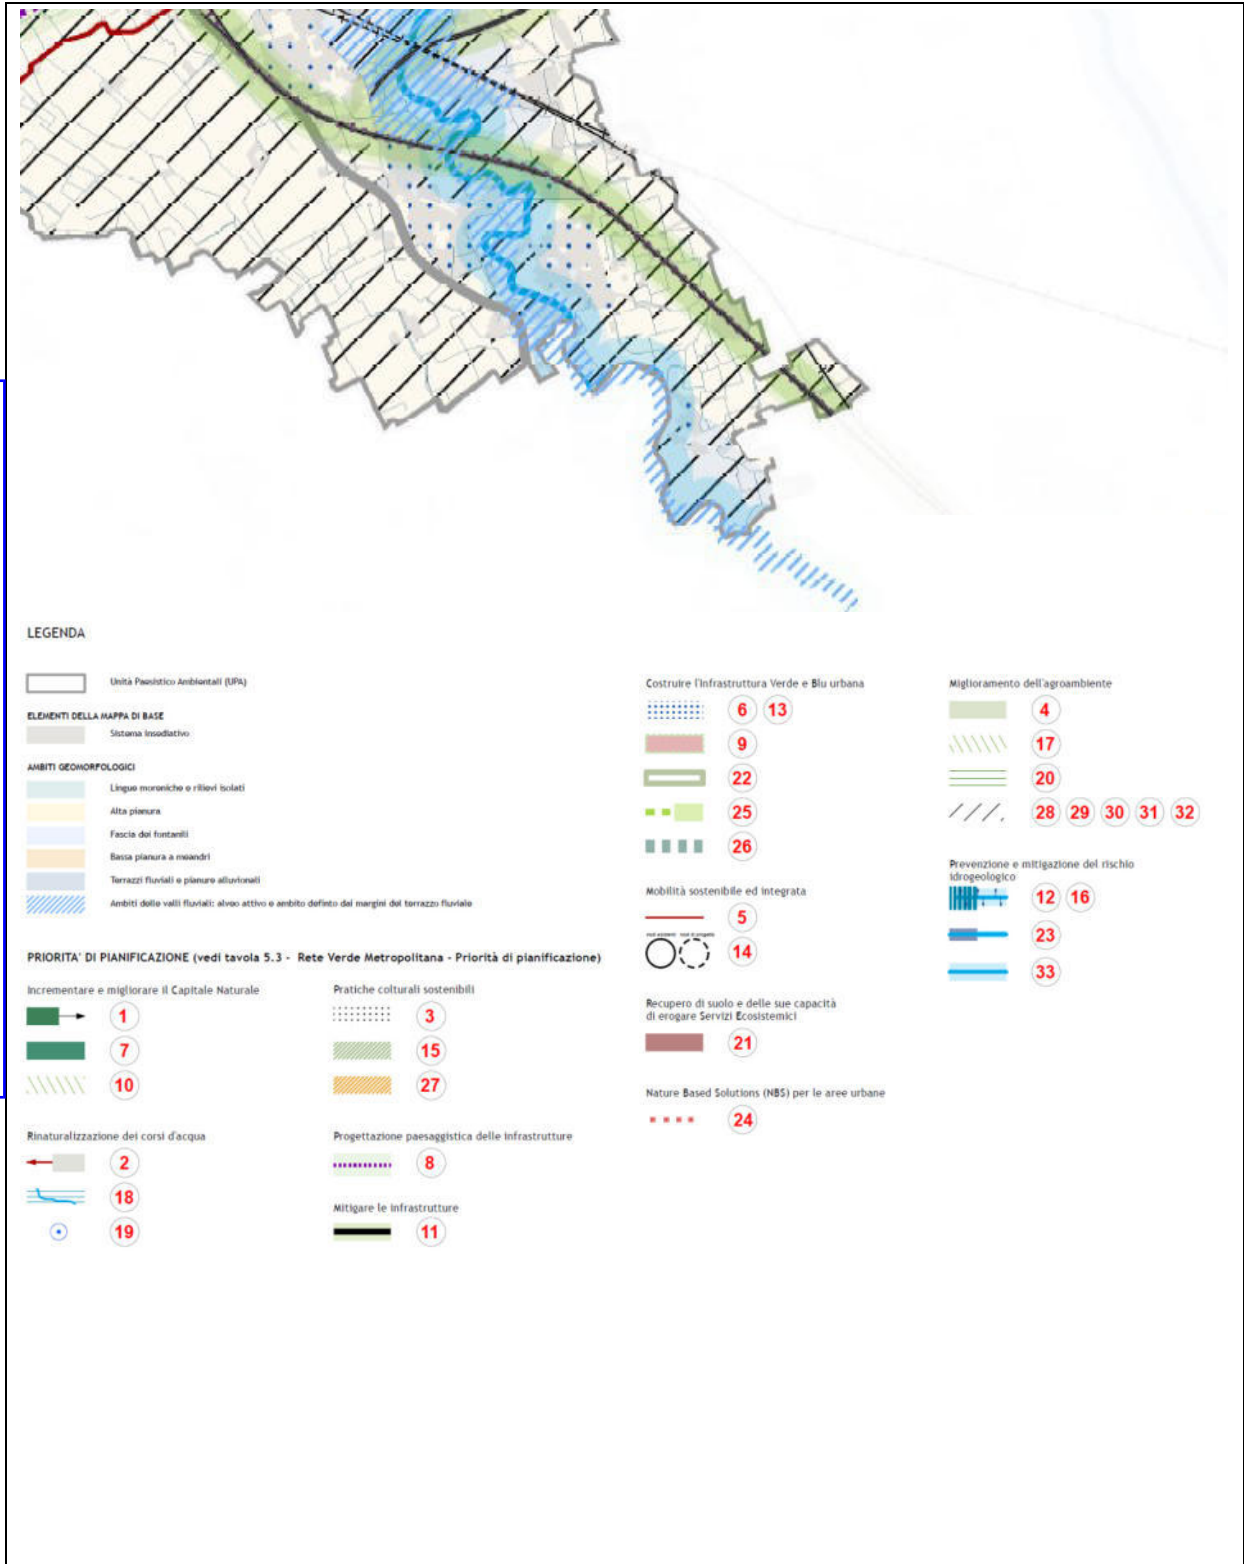 LEGENDA
Unità Paesistico Ambientali (UPA)
ELEMENTI DELLA MAPPA DI BASE
Sistema insediativo
AMBITI GEOMORFOLOGICI
Lingue moreniche e rilievi isolati
Alta pianura
Fascia dei fontanili
Bassa pianura a meandri
Terrazzi fluviali e pianure alluvionali
Ambiti delle valli fluviali: alveo attivo e ambito definto dai margini del terrazzo fluviale
PRIORITA' DI PIANIFICAZIONE (vedi tavola 5.3 - Rete Verde Metropolitana - Priorità di pianificazione)
Incrementare e migliorare il Capitale Naturale
1
7
10
Rinaturalizzazione dei corsi d'acqua
2
18
19
Pratiche colturali sostenibili
3
15
27
Progettazione paesaggistica delle infrastrutture
8
Mitigare le infrastrutture
11
Costruire l'Infrastruttura Verde e Blu urbana
6 13
9
22
25
26
Mobilità sostenibile ed integrata
5
nodi esistenti nodi di progetto
14
Recupero di suolo e delle sue capacità
di erogare Servizi Ecosistemici
21
Nature Based Solutions (NBS) per le aree urbane
24
Miglioramento dell'agroambiente
4
17
20
28 29 30 31 32
Prevenzione e mitigazione del rischio
idrogeologico
12 16
23
33